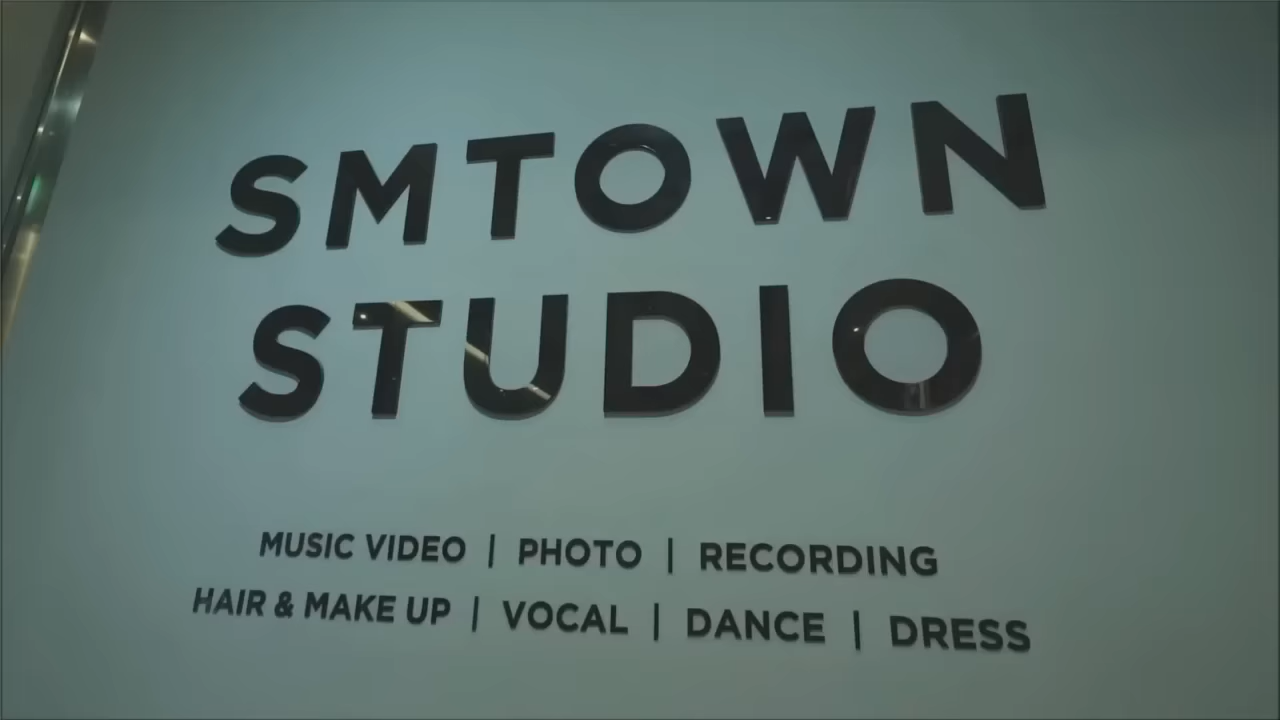 SMTOWN
STUDIO
MUSIC VIDEO | PHOTO | RECORDING
HAIR & MAKE UP | VOCAL | DANCE | DRESS